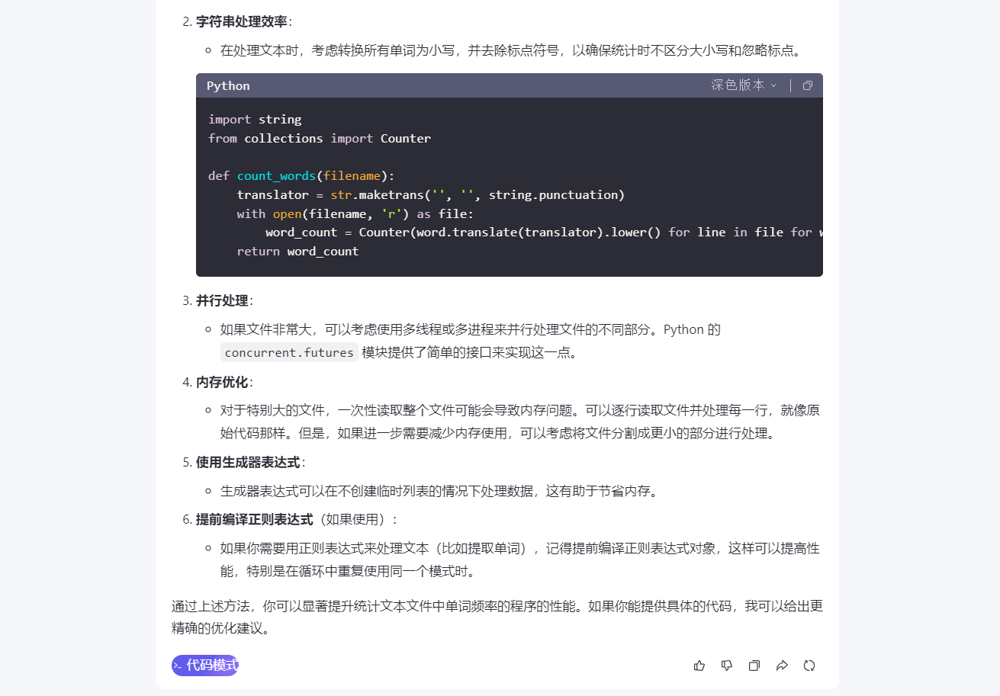 2. 字符串处理效率：
在处理文本时，考虑转换所有单词为小写，并去除标点符号，以确保统计时不区分大小写和忽略标点。
Python 深色版本
import string
from collections import Counter
def count_words(filename):
translator = str.maketrans('', '', string.punctuation)
with open(filename, 'r') as file:
word_count = Counter(word.translate(translator).lower() for line in file for
return word_count
3. 并行处理：
如果文件非常大，可以考虑使用多线程或多进程来并行处理文件的不同部分。Python 的
concurrent.futures 模块提供了简单的接口来实现这一点。
4. 内存优化：
对于特别大的文件，一次性读取整个文件可能会导致内存问题。可以逐行读取文件并处理每一行，就像原
始代码那样。但是，如果进一步需要减少内存使用，可以考虑将文件分割成更小的部分进行处理。
5. 使用生成器表达式：
生成器表达式可以在不创建临时列表的情况下处理数据，这有助于节省内存。
6. 提前编译正则表达式（如果使用）：
如果你需要用正则表达式来处理文本（比如提取单词），记得提前编译正则表达式对象，这样可以提高性
能，特别是在循环中重复使用同一个模式时。
通过上述方法，你可以显著提升统计文本文件中单词频率的程序的性能。如果你能提供具体的代码，我可以给出更
精确的优化建议。
代码模式